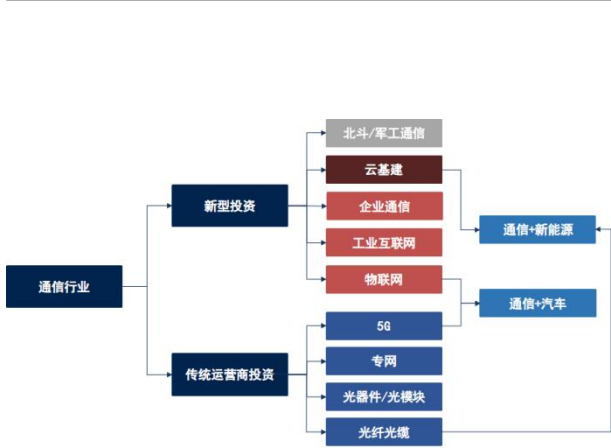 通信行业
新型投资
传统运营商投资
北斗/军工通信
云基建
企业通信
工业互联网
物联网
5G
专网
光器件/光模块
光纤光缆
通信+新能源
通信+汽车